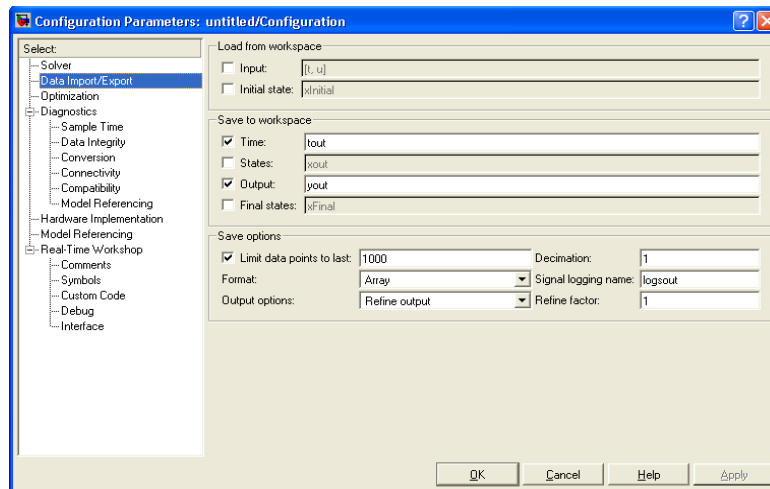 Configuration Parameters: untitled/Configuration
Select:
Solver
Data Import/Export
Optimization
Diagnostics
Sample Time
Data Integrity
Conversion
Connectivity
Compatibility
Model Referencing
Hardware Implementation
Model Referencing
Real-Time Workshop
Comments
Symbols
Custom Code
Debug
Interface
Load from workspace
Input: [t, u]
Initial state: xInitial
Save to workspace
Time: tout
States: xout
Output: yout
Final states: xFinal
Save options
Limit data points to last: 1000 Decimation: 1
Format: Array Signal logging name: logsout
Output options: Refine output Refine factor: 1
OK Cancel Help Apply